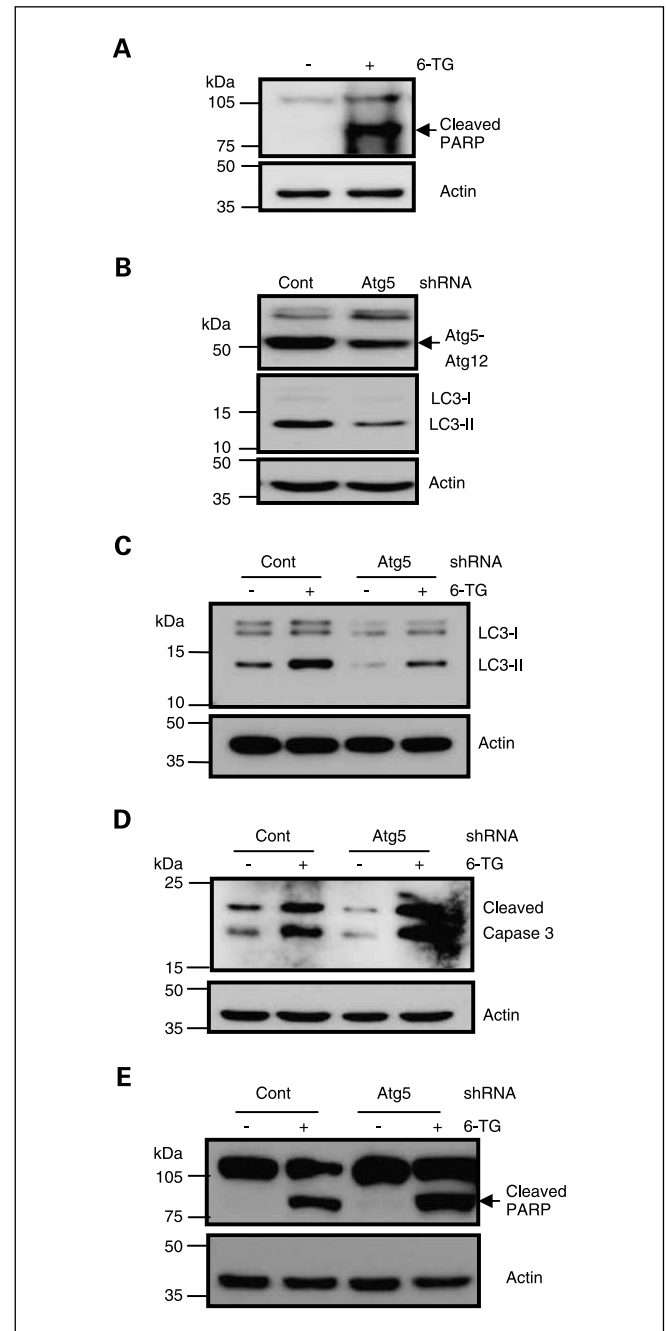 A
- + 6-TG
kDa
105
Cleaved
PARP
75
50
Actin
35
B
Cont Atg5 shRNA
kDa
Atg5-
50
Atg12
LC3-I
15
LC3-II
10
50
Actin
35
C
Cont Atg5 shRNA
- + - + 6-TG
kDa
LC3-I
15
LC3-II
10
50
Actin
35
D
Cont Atg5 shRNA
- + - + 6-TG
kDa
25
Cleaved
Capase 3
15
50
Actin
35
E
Cont Atg5 shRNA
- + - + 6-TG
kDa
105
Cleaved
PARP
75
50
Actin
35